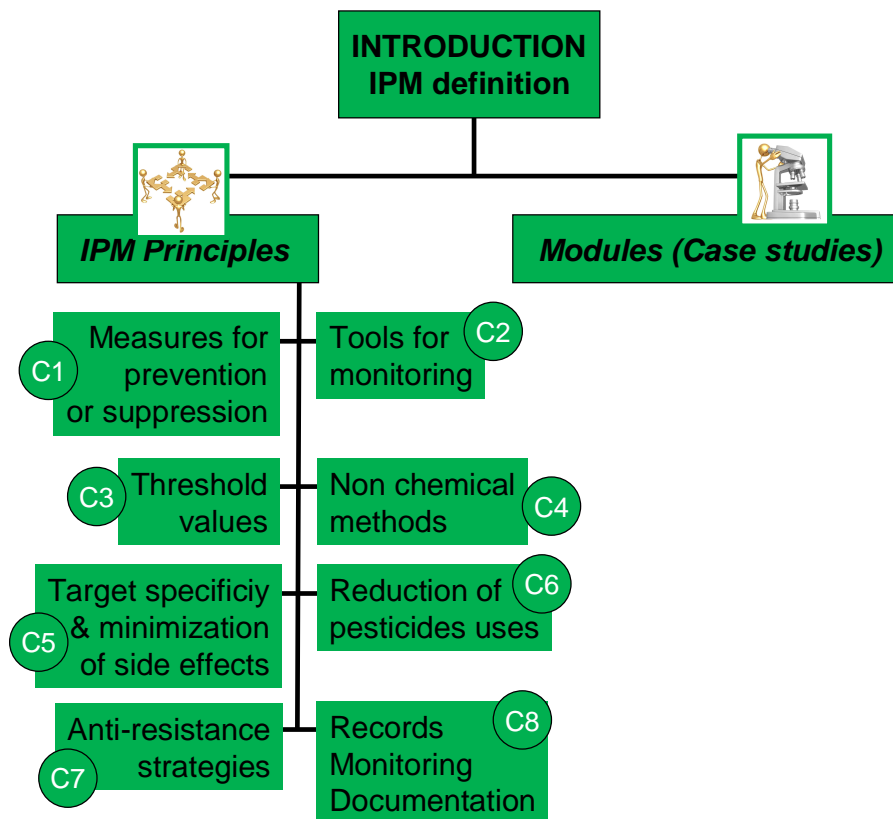 INTRODUCTION
IPM definition
IPM Principles
Modules (Case studies)
C1
Measures for
prevention
or suppression
Tools for
monitoring
C2
C3
Threshold
values
Non chemical
methods
C4
C5
Target specificiy
& minimization
of side effects
Reduction of
pesticides uses
C6
C7
Anti-resistance
strategies
Records
Monitoring
Documentation
C8